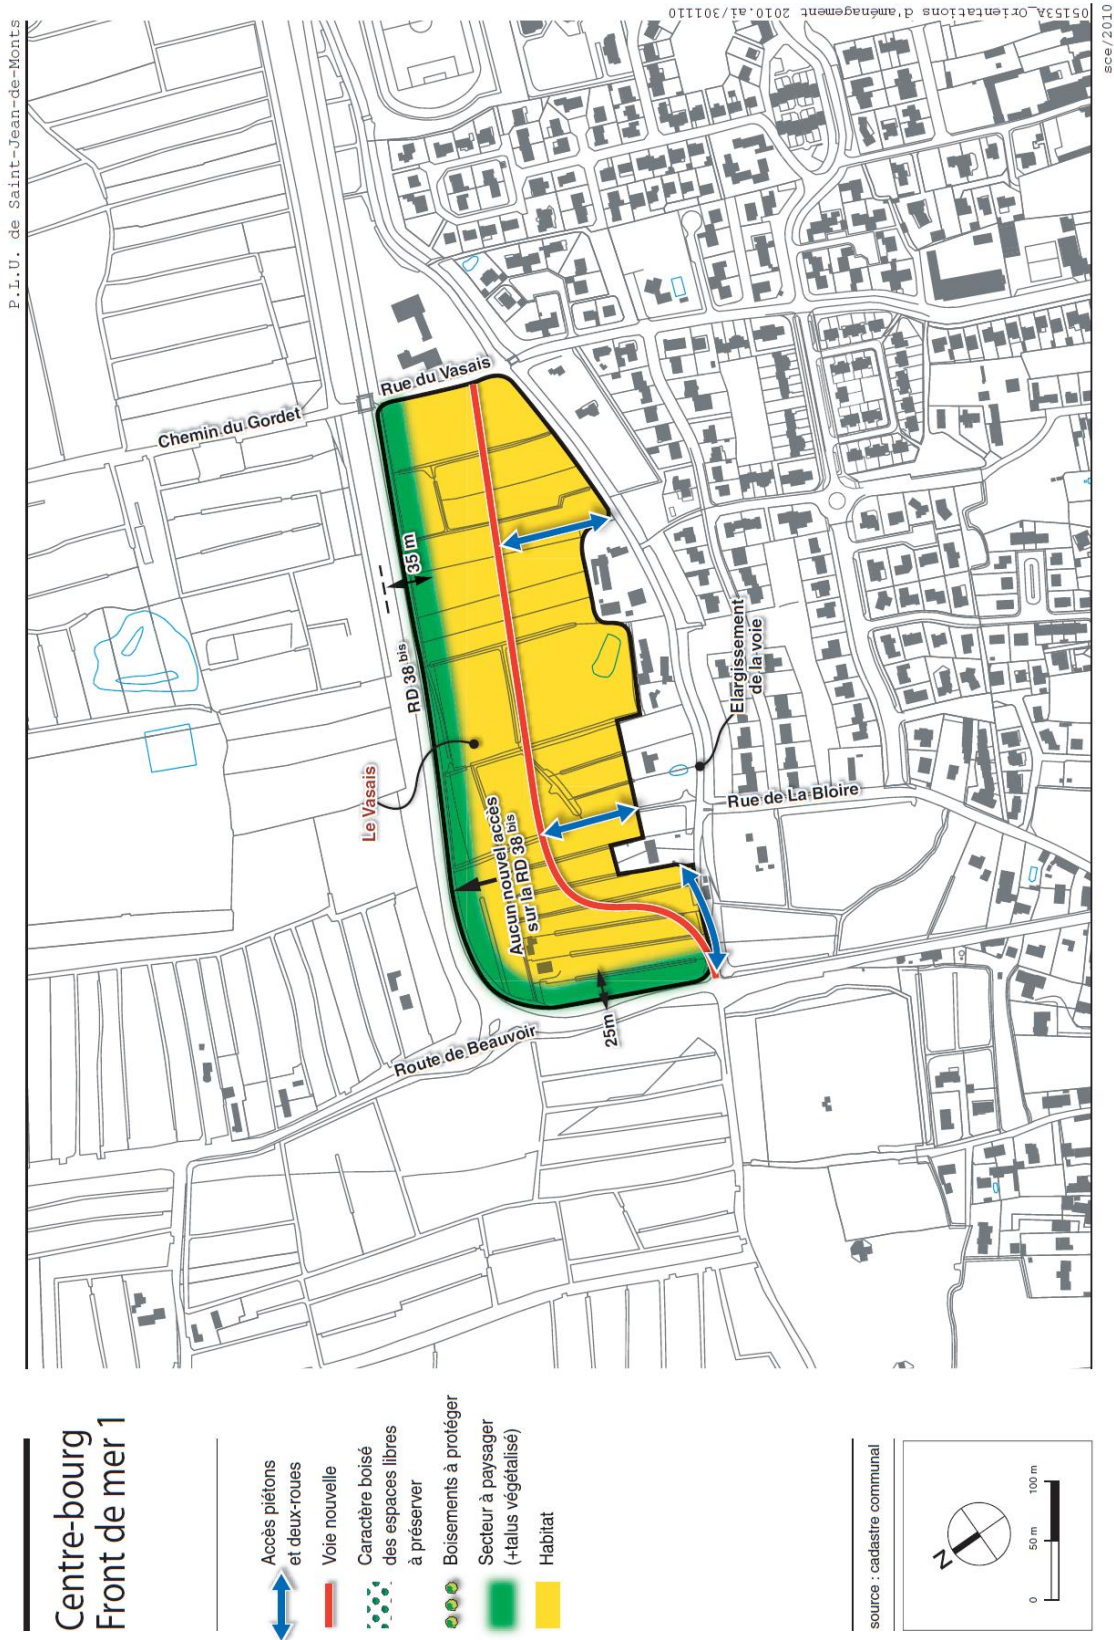 P.L.U. de Saint-Jean-de-Monts
051153A_Orientations d'aménagement 2010.ai/301110
sce/2010
Centre-bourg
Front de mer 1
Accès piétons
et deux-roues
Voie nouvelle
Caractère boisé
des espaces libres
à préserver
Boisements à protéger
Secteur à paysager
(+talus végétalisé)
Habitat
source : cadastre communal
N
0
50 m
100 m
Chemin du Gordet
Rue du Vasais
35 m
RD 38 bis
Le Vasais
Aucun nouvel accès
sur la RD 38 bis
Elargissement
de la voie
Rue de La Bloire
Route de Beauvoir
25m